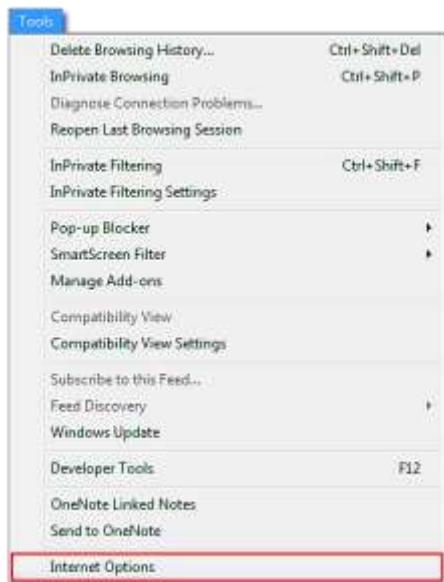 Tools
Delete Browsing History... Ctrl+Shift+Del
InPrivate Browsing Ctrl+Shift+P
Diagnose Connection Problems...
Reopen Last Browsing Session
InPrivate Filtering Ctrl+Shift+F
InPrivate Filtering Settings
Pop-up Blocker
SmartScreen Filter
Manage Add-ons
Compatibility View
Compatibility View Settings
Subscribe to this Feed...
Feed Discovery
Windows Update
Developer Tools F12
OneNote Linked Notes
Send to OneNote
Internet Options